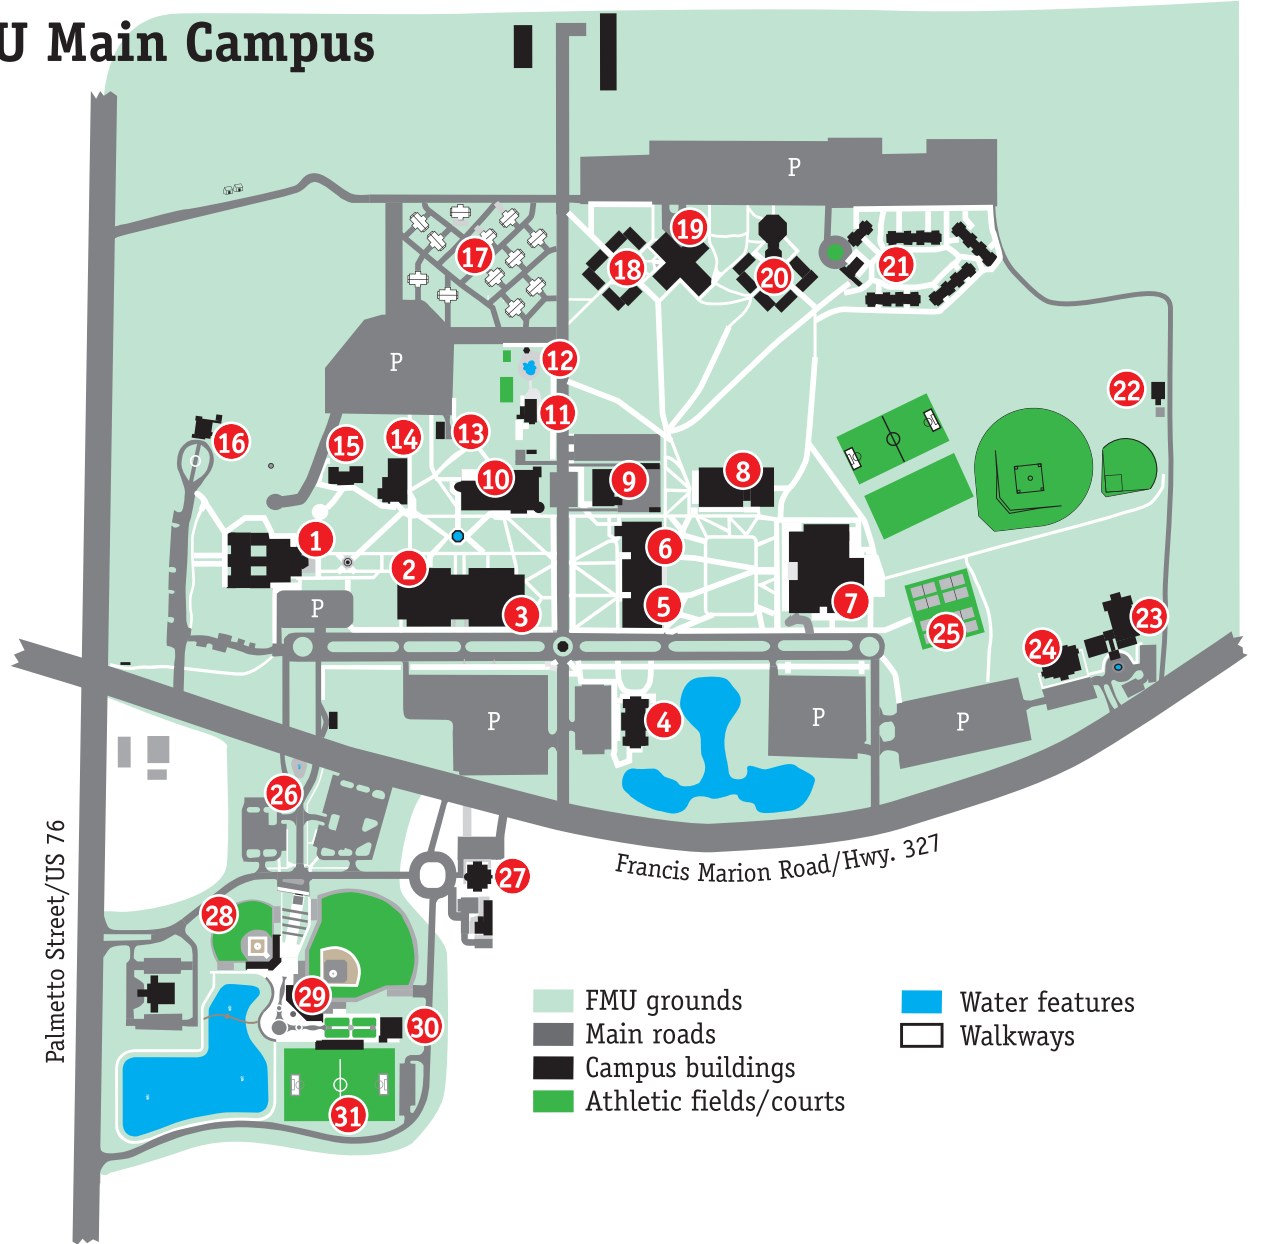 U Main Campus
P
19
18
20
21
17
12
P
22
11
13
14
15
16
8
10
9
1
6
2
7
5
P
3
23
25
24
4
P
P
P
26
Francis Marion Road/Hwy. 327
Palmetto Street/US 76
27
28
29
30
31
FMU grounds
Main roads
Campus buildings
Athletic fields/courts
Water features
Walkways